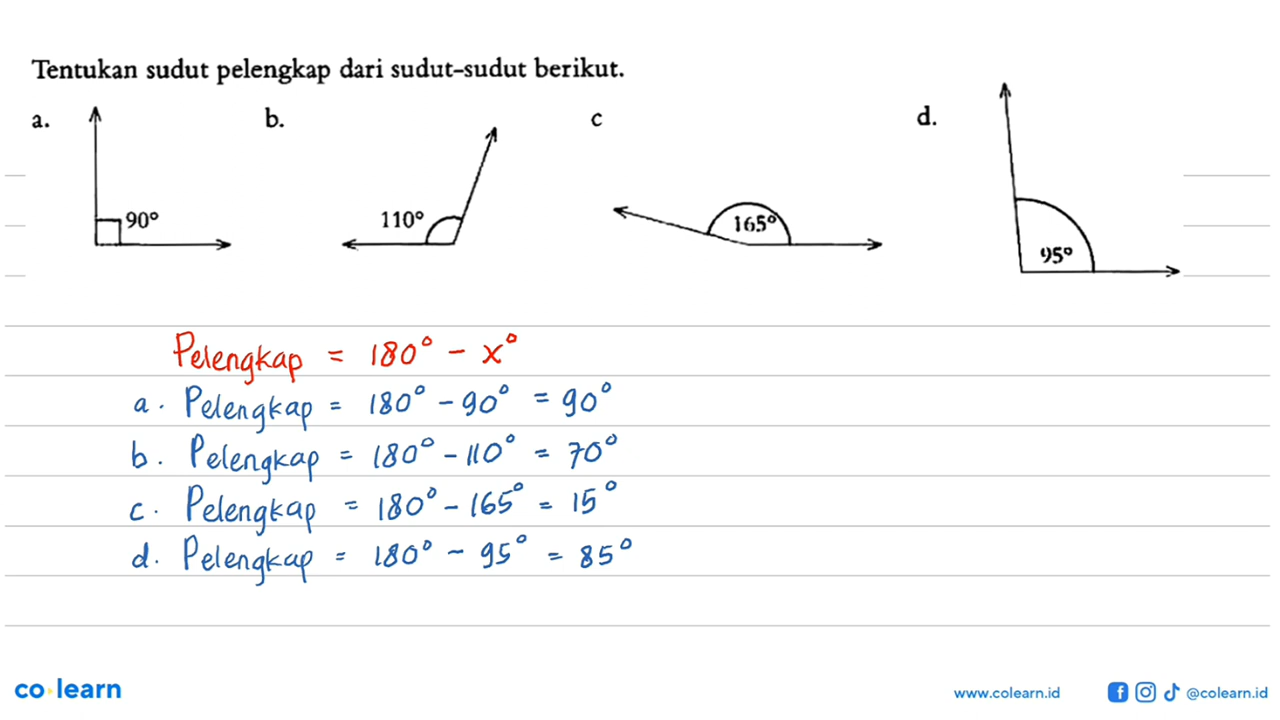 Tentukan sudut pelengkap dari sudut-sudut berikut.
a. b. c d.
90° 110° 165° 95°
Pelengkap = 180° - x°
a. Pelengkap = 180° - 90° = 90°
b. Pelengkap = 180° - 110° = 70°
c. Pelengkap = 180° - 165° = 15°
d. Pelengkap = 180° - 95° = 85°
co learn www.colearn.id @colearn.id